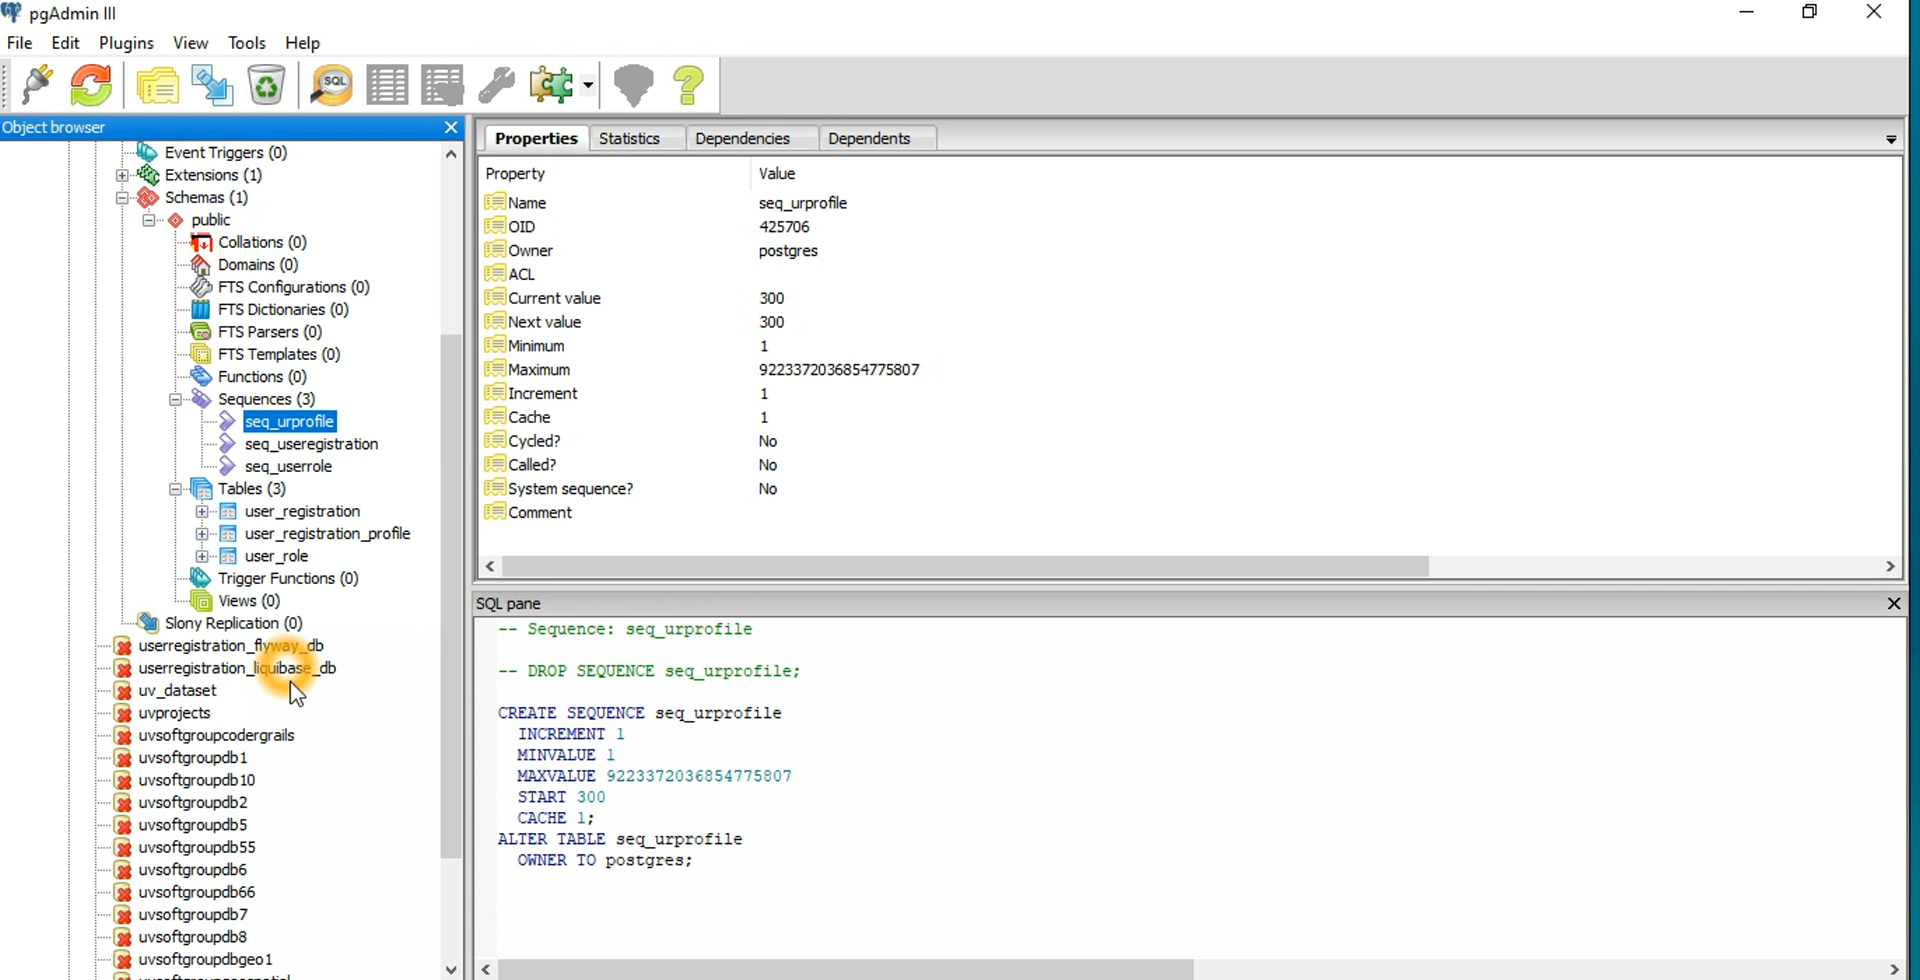 pgAdmin III
File Edit Plugins View Tools Help
SQL
Object browser
Event Triggers (0)
Extensions (1)
Schemas (1)
public
Collations (0)
Domains (0)
FTS Configurations (0)
FTS Dictionaries (0)
FTS Parsers (0)
FTS Templates (0)
Functions (0)
Sequences (3)
seq_urprofile
seq_useregistration
seq_userrole
Tables (3)
user_registration
user_registration_profile
user_role
Trigger Functions (0)
Views (0)
Slony Replication (0)
userregistration_flyway_db
userregistration_liquibase_db
uv_dataset
uvprojects
uvsoftgroupcodergrails
uvsoftgroupdb1
uvsoftgroupdb10
uvsoftgroupdb2
uvsoftgroupdb5
uvsoftgroupdb55
uvsoftgroupdb6
uvsoftgroupdb66
uvsoftgroupdb7
uvsoftgroupdb8
uvsoftgroupdbgeo1
Properties Statistics Dependencies Dependents
Property Value
Name seq_urprofile
OID 425706
Owner postgres
ACL
Current value 300
Next value 300
Minimum 1
Maximum 9223372036854775807
Increment 1
Cache 1
Cycled? No
Called? No
System sequence? No
Comment
SQL pane
-- Sequence: seq_urprofile
-- DROP SEQUENCE seq_urprofile;
CREATE SEQUENCE seq_urprofile
INCREMENT 1
MINVALUE 1
MAXVALUE 9223372036854775807
START 300
CACHE 1;
ALTER TABLE seq_urprofile
OWNER TO postgres;